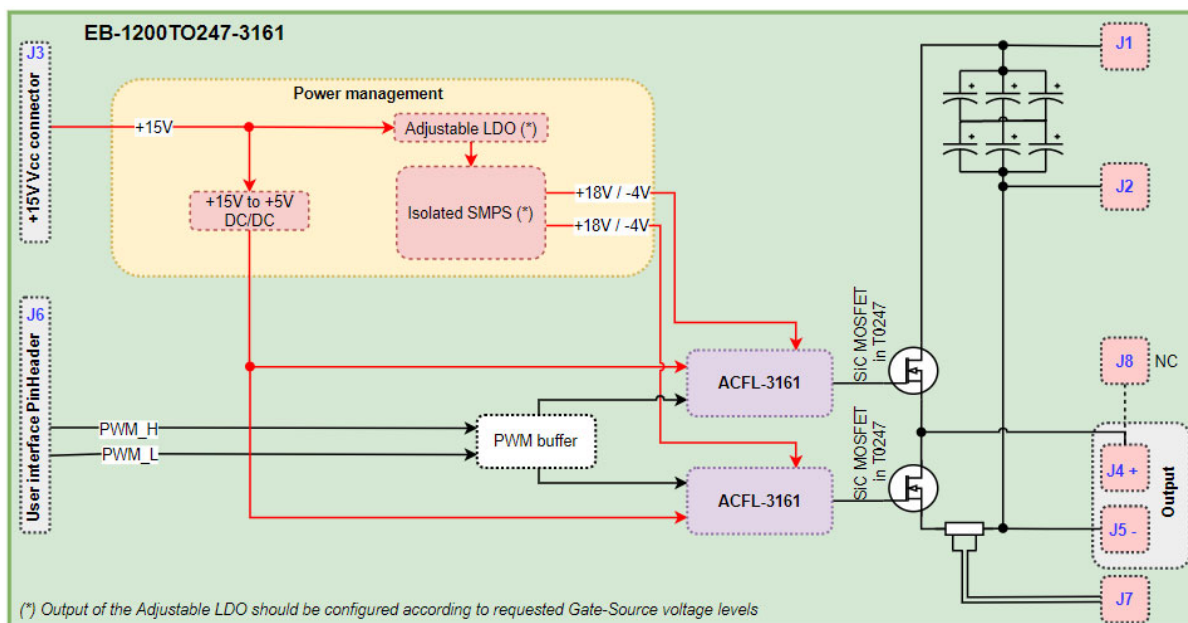 EB-1200TO247-3161
J3
+15V Vcc connector
Power management
+15V
Adjustable LDO (*)
+15V to +5V
DC/DC
Isolated SMPS (*)
+18V / -4V
+18V / -4V
J1
J2
J6
User interface PinHeader
PWM_H
PWM_L
PWM buffer
ACFL-3161
ACFL-3161
SiC MOSFET
in T0247
SiC MOSFET
in T0247
J8
NC
J4 +
J5 -
Output
J7
(*) Output of the Adjustable LDO should be configured according to requested Gate-Source voltage levels